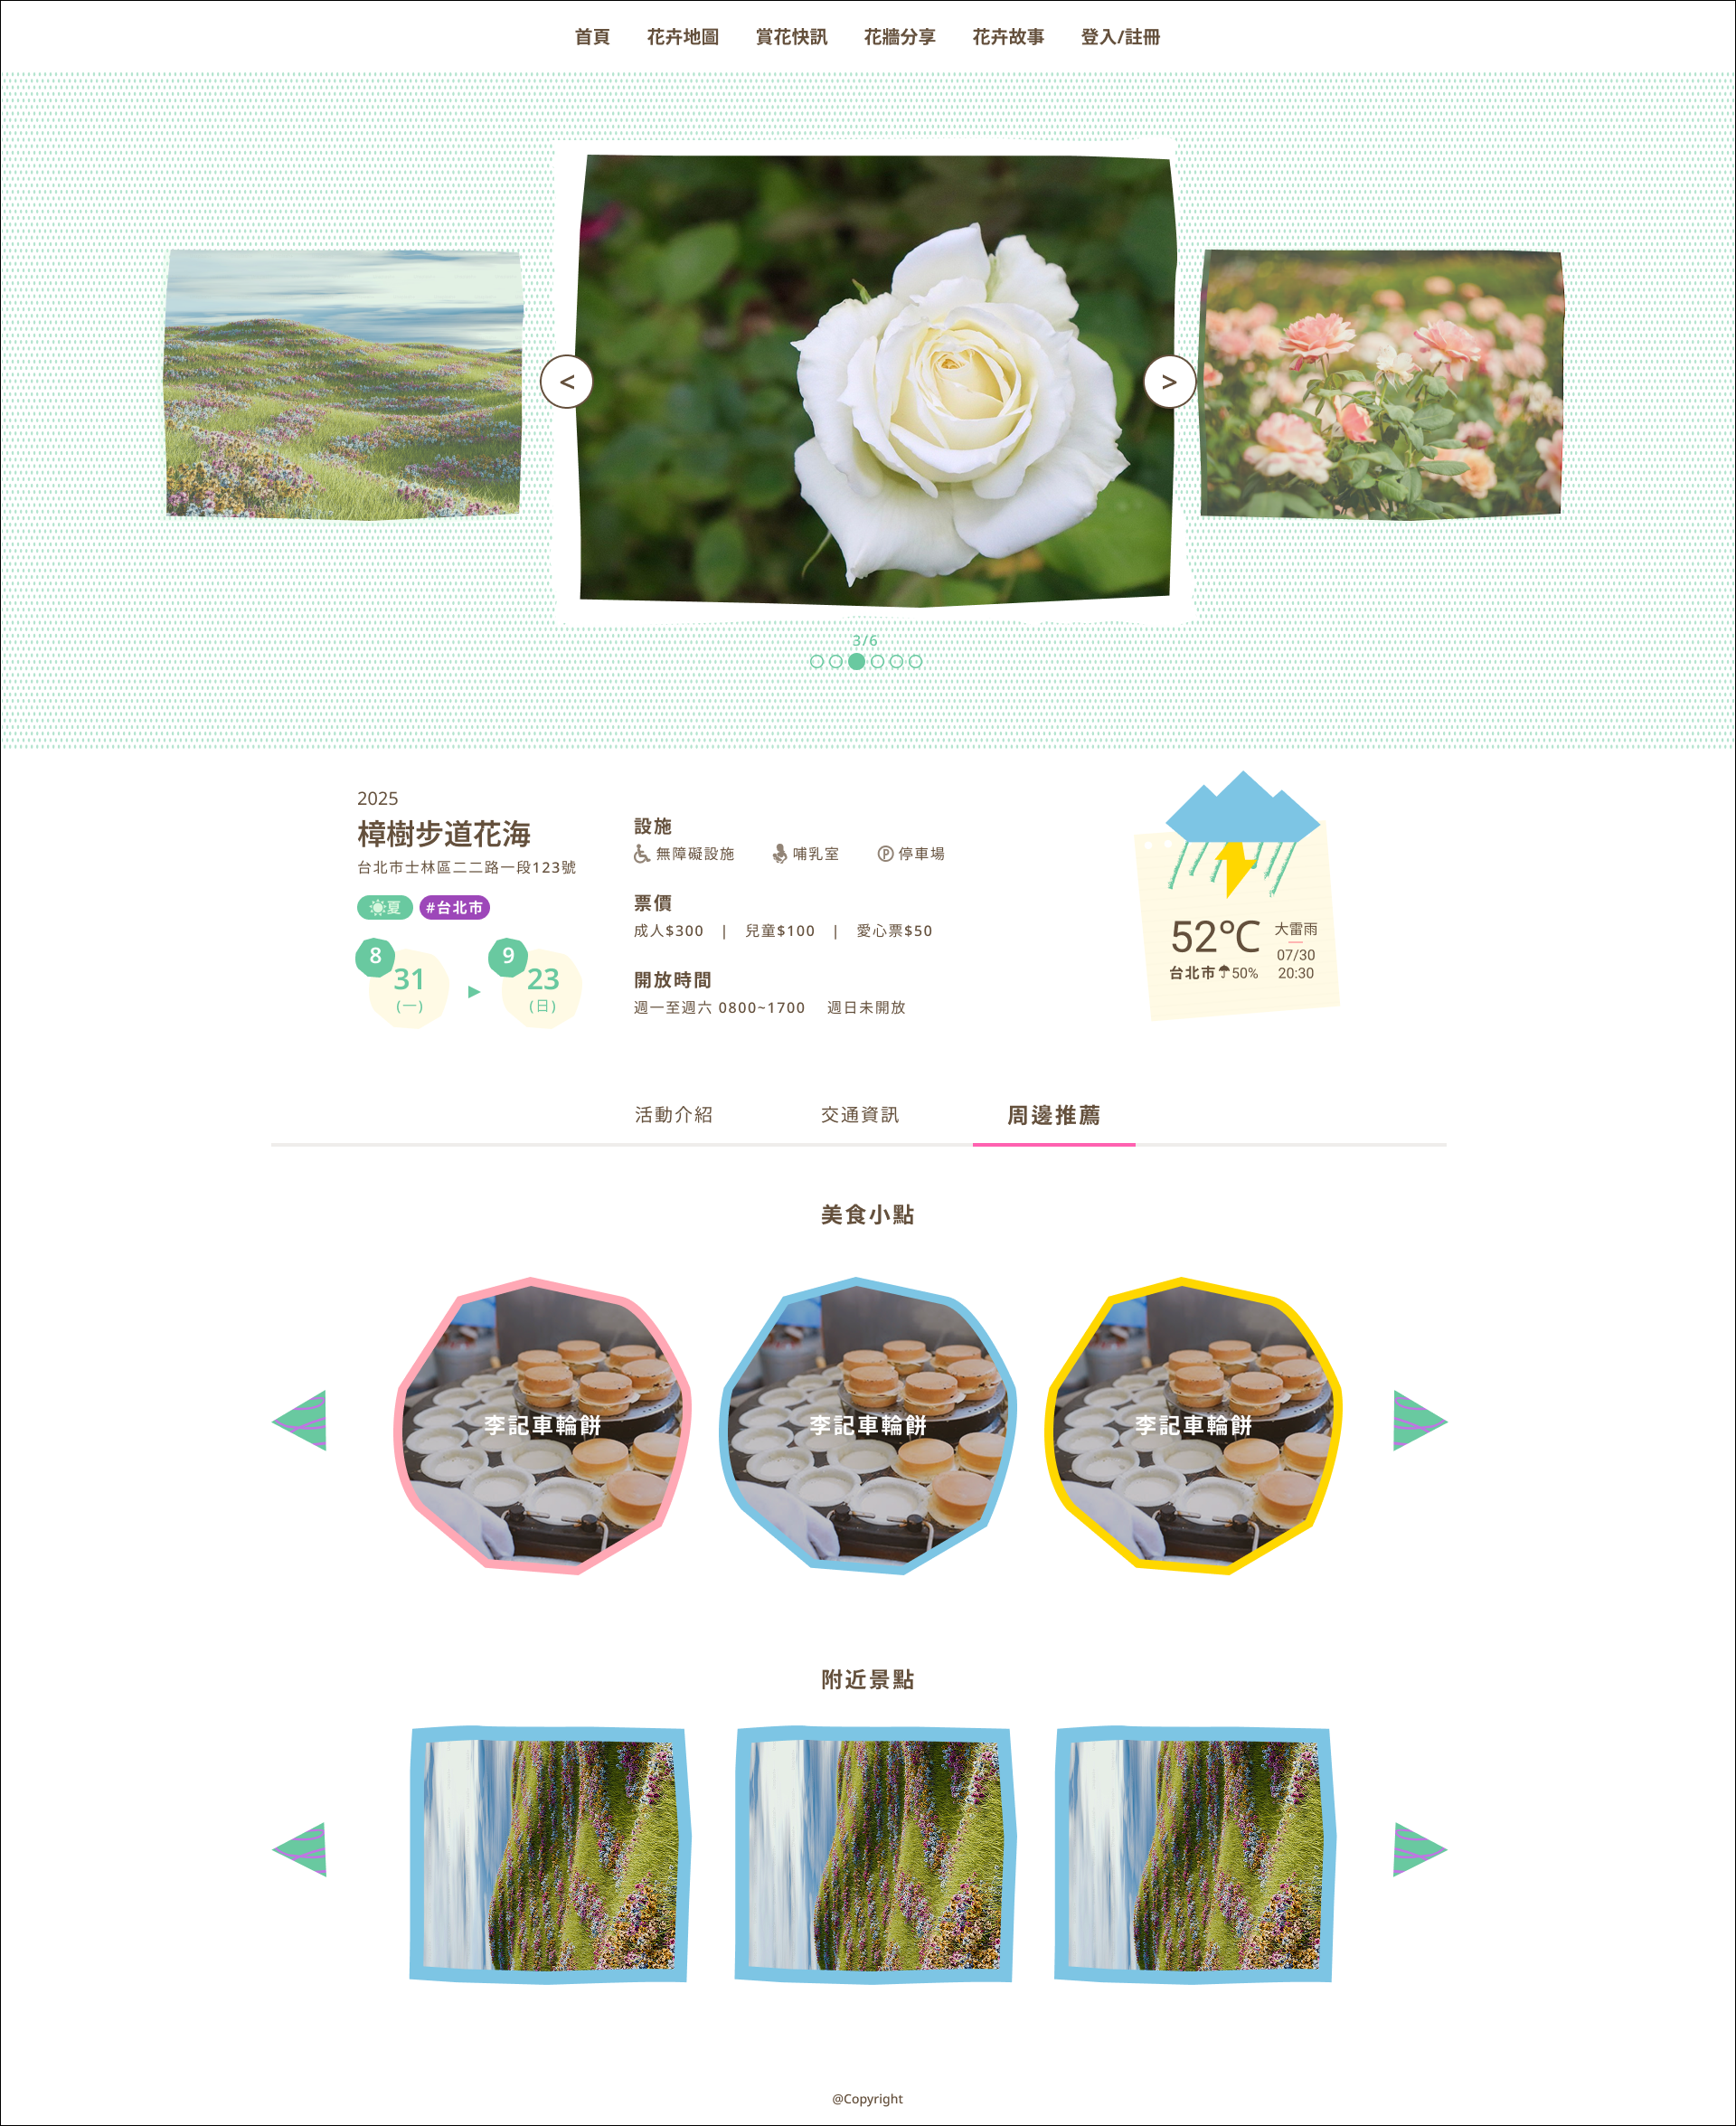 首頁 花卉地圖 賞花快訊 花牆分享 花卉故事 登入/註冊
<
>
3/6
2025
樟樹步道花海
台北市士林區二二路一段123號
夏 #台北市
8
31
(一)
▶
9
23
(日)
設施
無障礙設施 哺乳室 P 停車場
票價
成人$300 | 兒童$100 | 愛心票$50
開放時間
週一至週六 0800~1700 週日未開放
52°C
台北市 50%
大雷雨
07/30
20:30
活動介紹 交通資訊 周邊推薦
美食小點
李記車輪餅 李記車輪餅 李記車輪餅
附近景點
@Copyright